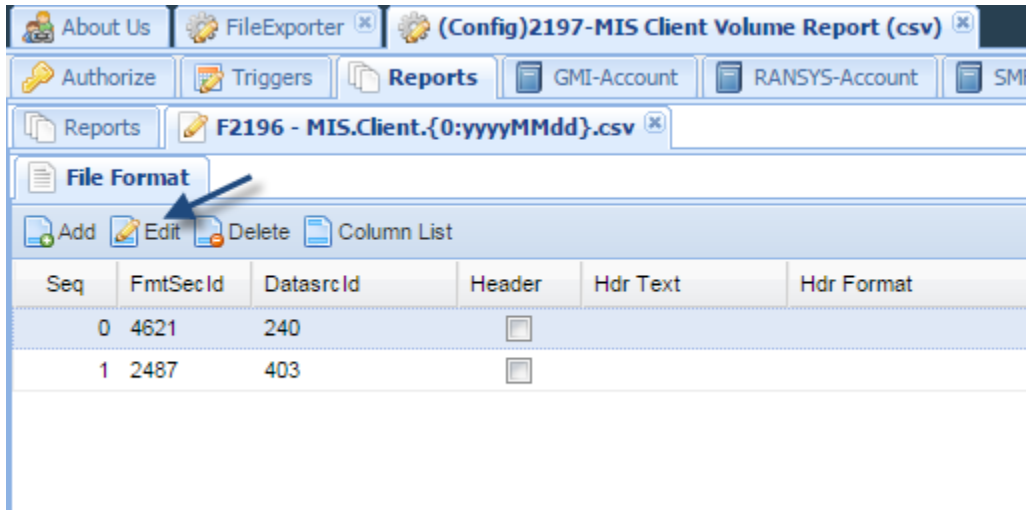 About Us FileExporter (Config)2197-MIS Client Volume Report (csv)
Authorize Triggers Reports GMI-Account RANSYS-Account
Reports F2196 - MIS.Client.{0:yyyyMMdd}.csv
File Format
Add Edit Delete Column List
Seq FmtSecId DatasrcId Header Hdr Text Hdr Format
0 4621 240
1 2487 403